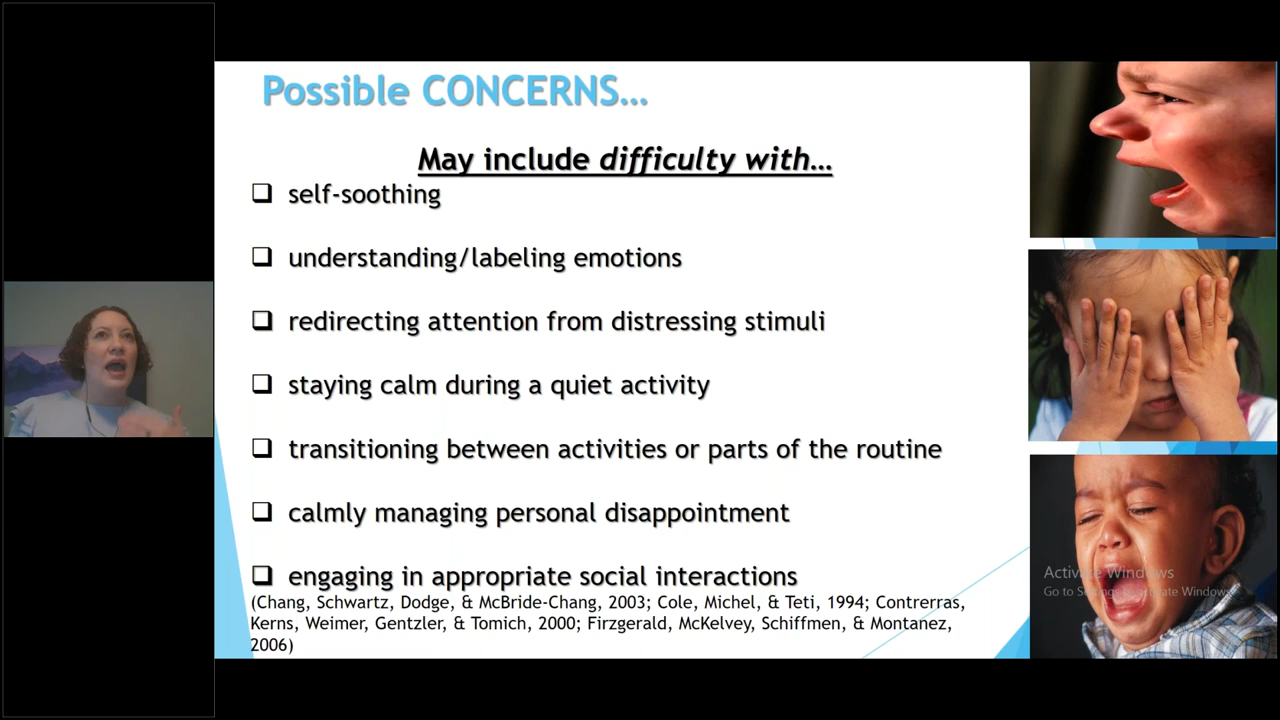 Possible CONCERNS…
May include difficulty with…
❑ self-soothing
❑ understanding/labeling emotions
❑ redirecting attention from distressing stimuli
❑ staying calm during a quiet activity
❑ transitioning between activities or parts of the routine
❑ calmly managing personal disappointment
❑ engaging in appropriate social interactions
(Chang, Schwartz, Dodge, & McBride-Chang, 2003; Cole, Michel, & Teti, 1994; Contrerras,
Kerns, Weimer, Gentzler, & Tomich, 2000; Firzgerald, McKelvey, Schiffmen, & Montanez,
2006)
Activate Windows
Go to Settings to activate Windows.